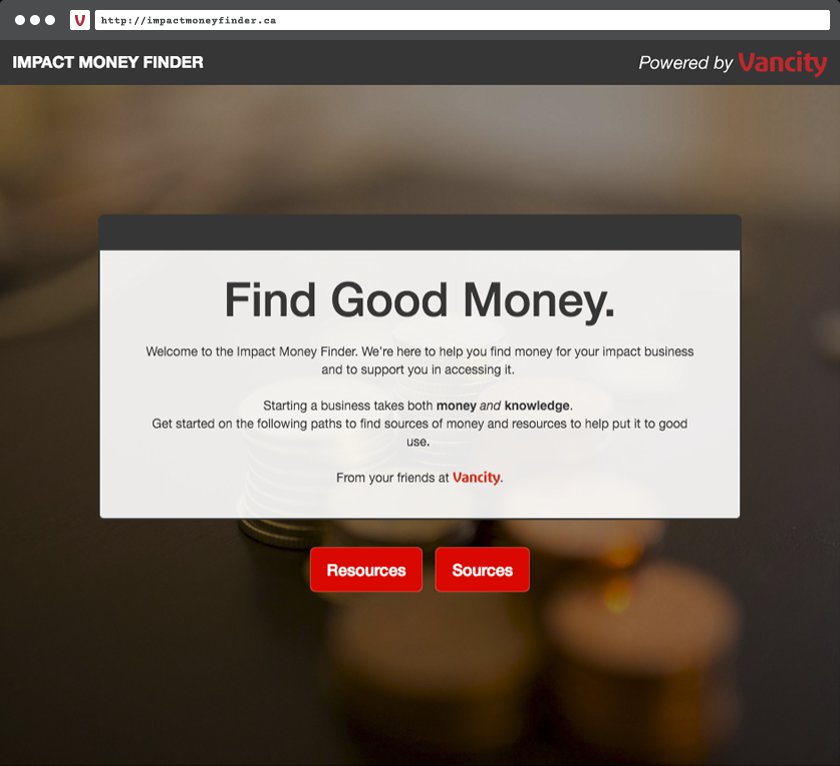 V http://impactmoneyfinder.ca
IMPACT MONEY FINDER Powered by Vancity
Find Good Money.
Welcome to the Impact Money Finder. We're here to help you find money for your impact business
and to support you in accessing it.
Starting a business takes both money and knowledge.
Get started on the following paths to find sources of money and resources to help put it to good
use.
From your friends at Vancity.
Resources Sources